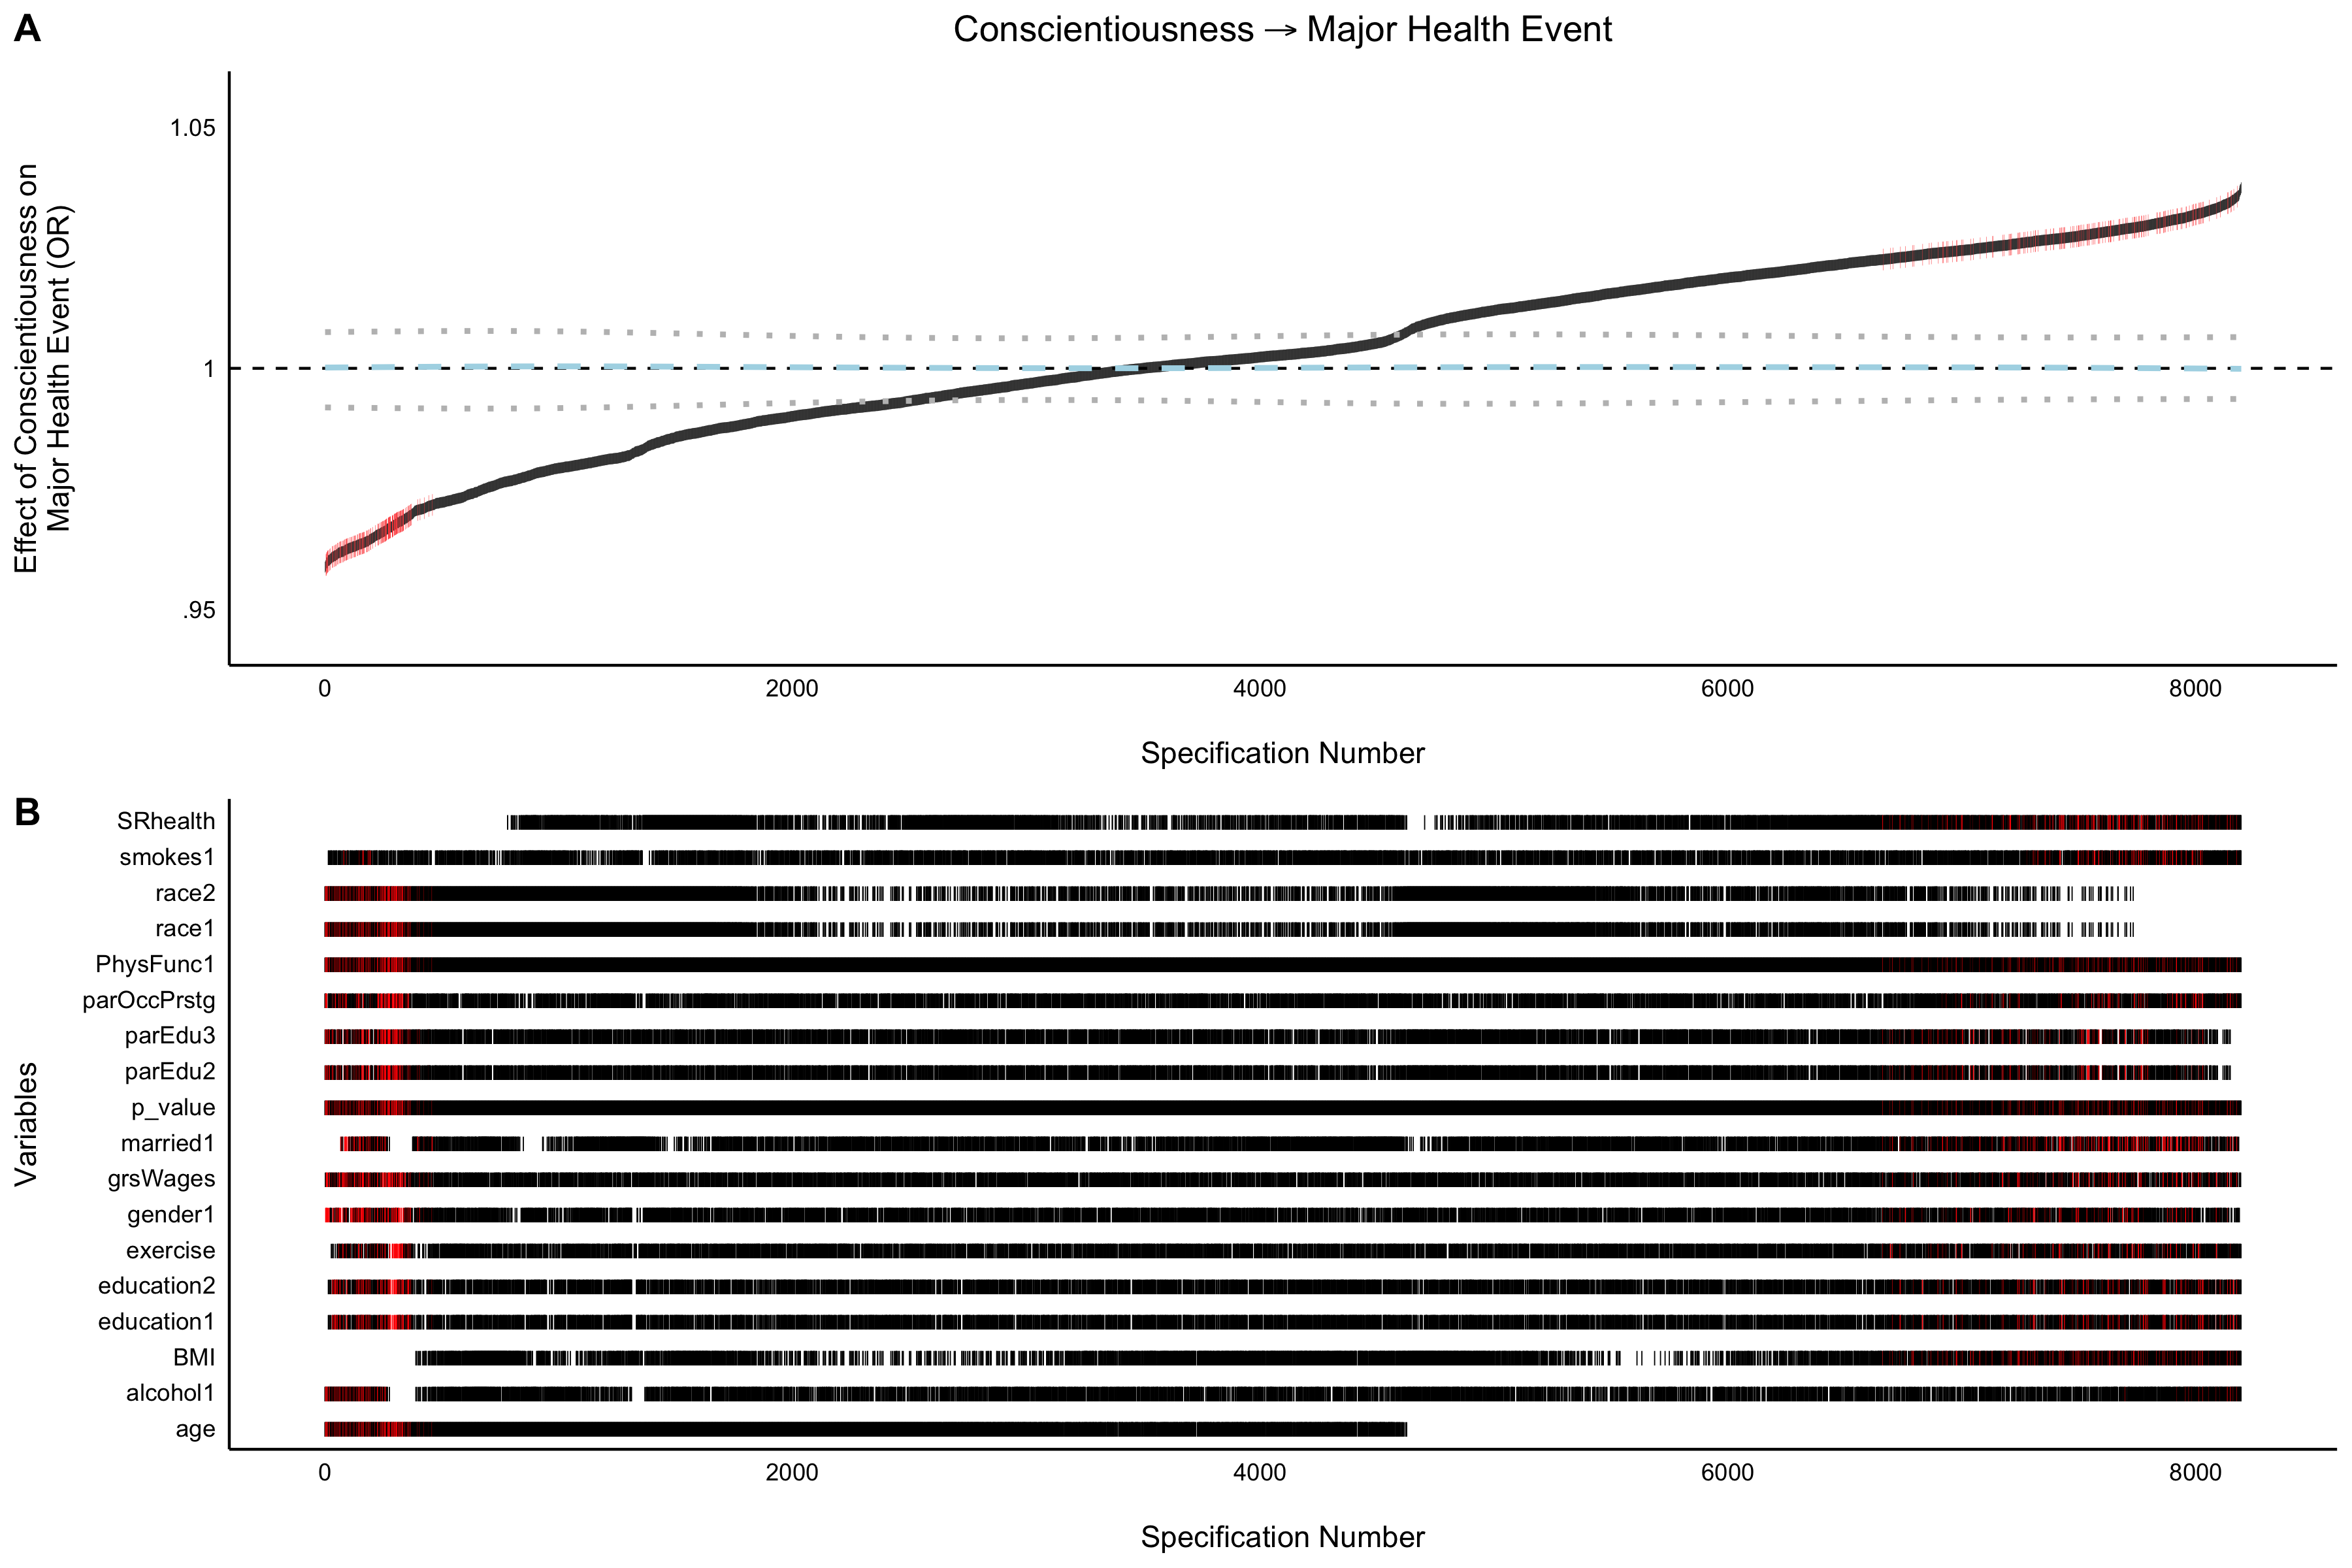 A
Conscientiousness → Major Health Event
Effect of Conscientiousness on
Major Health Event (OR)
1.05
1
.95
0 2000 4000 6000 8000
Specification Number
B
Variables
SRhealth
smokes1
race2
race1
PhysFunc1
parOccPrstg
parEdu3
parEdu2
p_value
married1
grsWages
gender1
exercise
education2
education1
BMI
alcohol1
age
0 2000 4000 6000 8000
Specification Number